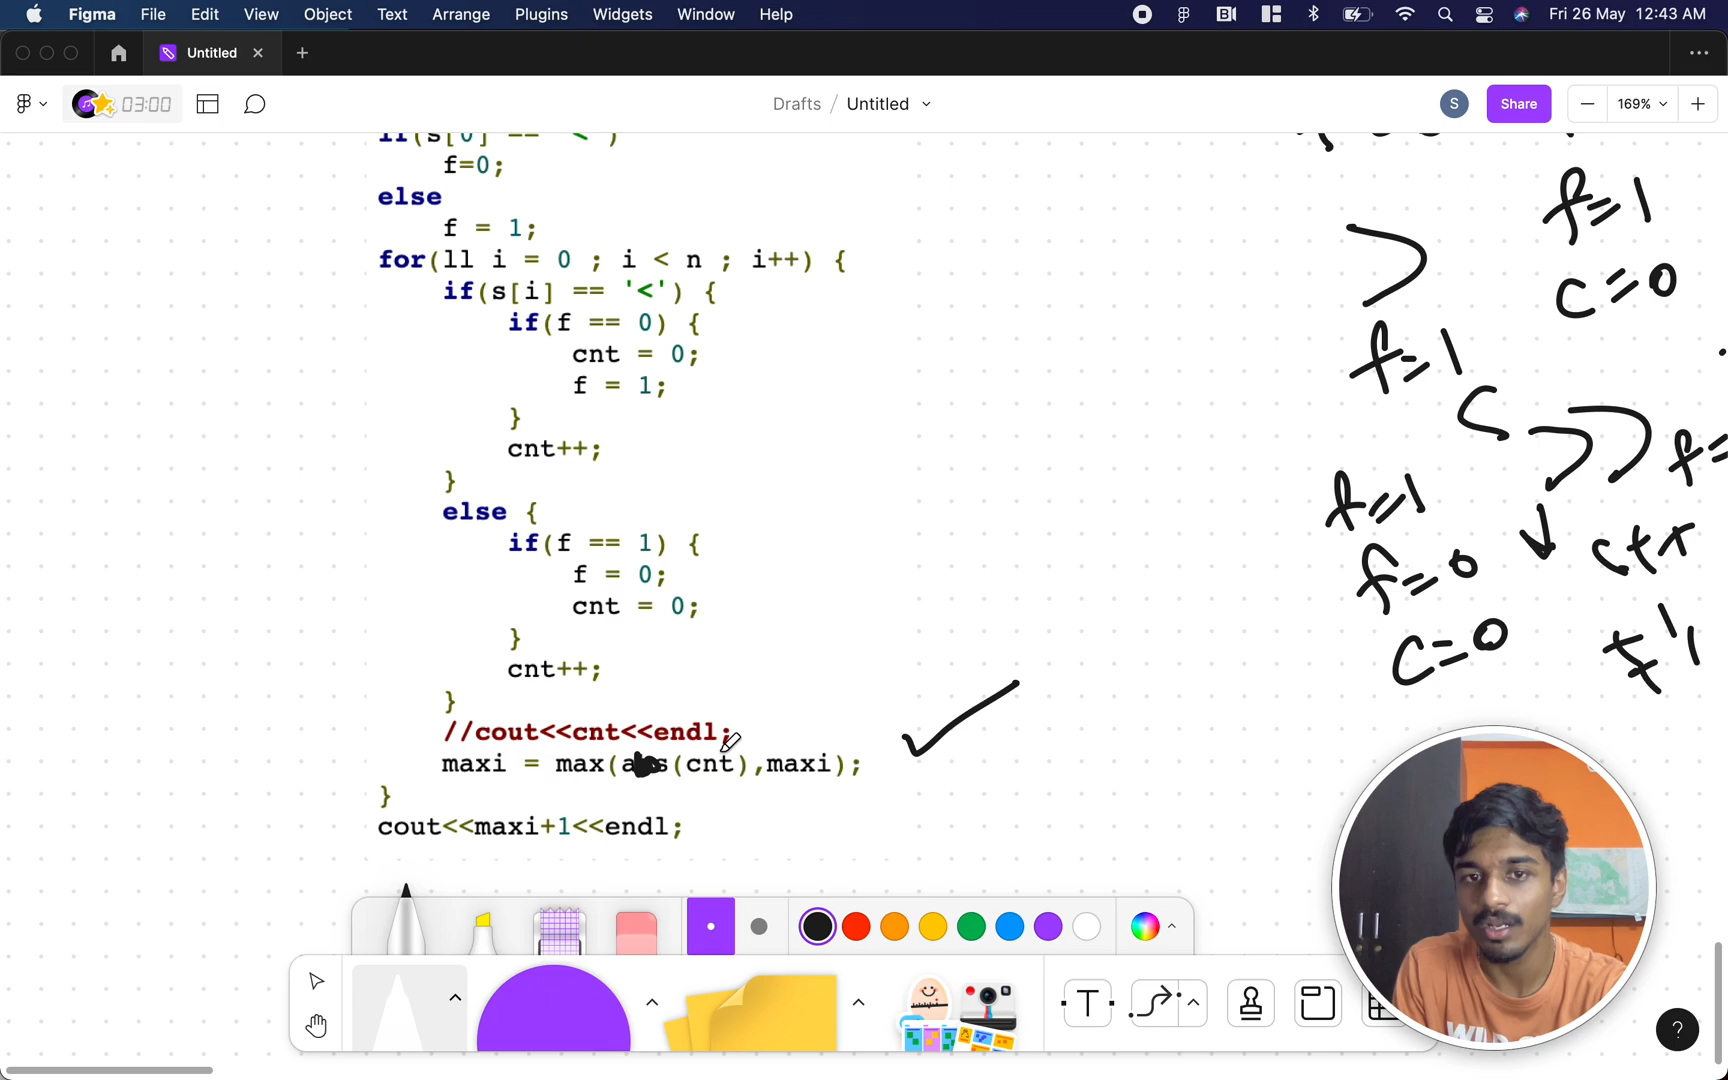 Figma File Edit View Object Text Arrange Plugins Widgets Window Help Fri 26 May 12:43 AM
Untitled
03:00 Drafts / Untitled S Share 169%
if(s[0] == '<')
f=0;
else
f = 1;
for(ll i = 0 ; i < n ; i++) {
if(s[i] == '<') {
if(f == 0) {
cnt = 0;
f = 1;
}
cnt++;
}
else {
if(f == 1) {
f = 0;
cnt = 0;
}
cnt++;
}
//cout<<cnt<<endl;
maxi = max(abs(cnt),maxi);
}
cout<<maxi+1<<endl;
f=1
c=0
>
f=1
< > >
f=
f=1
f=0
c=0
T
?